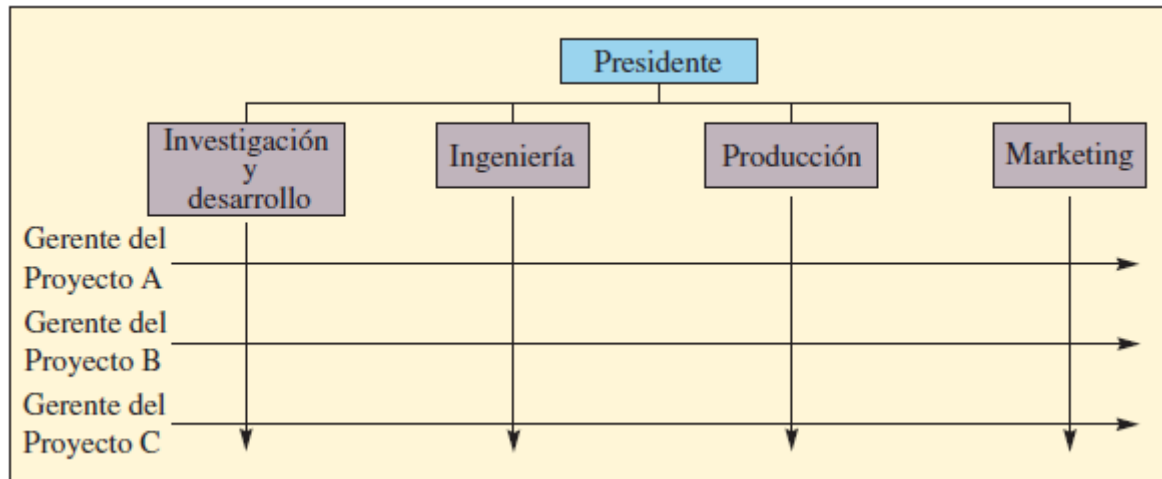 Presidente
Investigación
y
desarrollo
Ingeniería
Producción
Marketing
Gerente del
Proyecto A
Gerente del
Proyecto B
Gerente del
Proyecto C